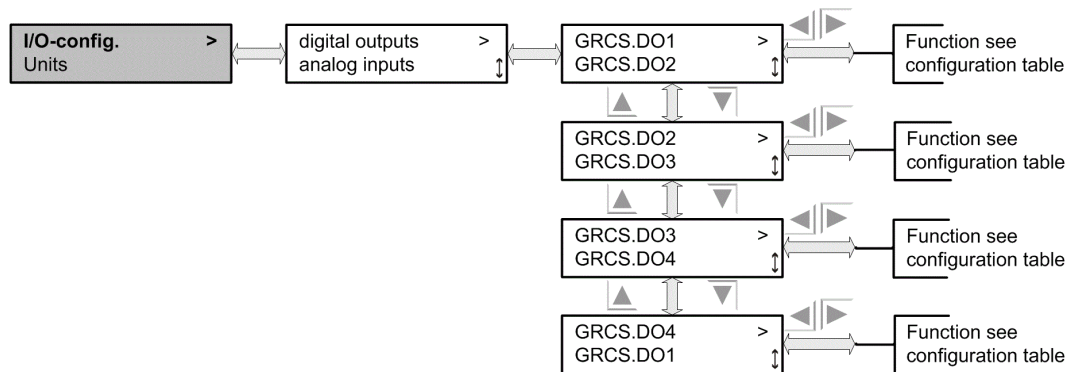 I/O-config. >
Units
digital outputs >
analog inputs
GRCS.DO1 >
GRCS.DO2
Function see
configuration table
GRCS.DO2 >
GRCS.DO3
Function see
configuration table
GRCS.DO3 >
GRCS.DO4
Function see
configuration table
GRCS.DO4 >
GRCS.DO1
Function see
configuration table